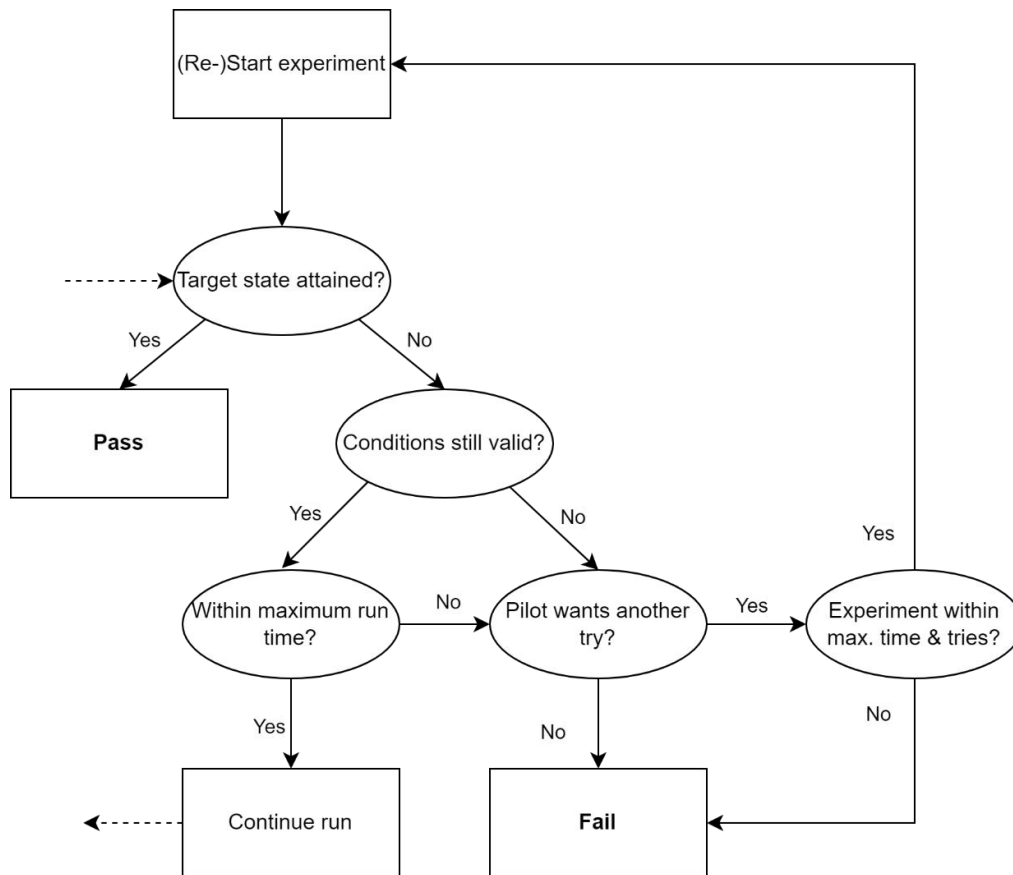 (Re-)Start experiment
Target state attained?
Yes
No
Pass
Conditions still valid?
Yes
No
Within maximum run
time?
No
Pilot wants another
try?
Yes
Experiment within
max. time & tries?
Yes
Yes
No
No
Continue run
Fail